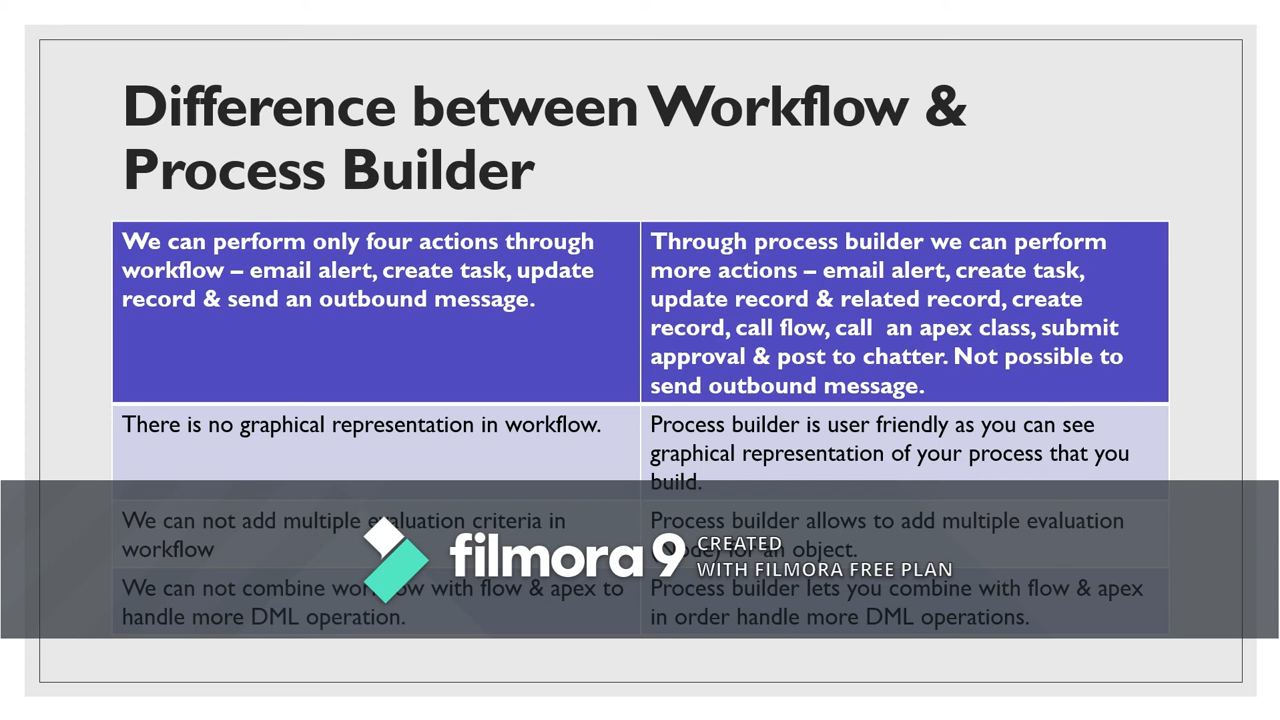 Difference between Workflow &
Process Builder
We can perform only four actions through
workflow – email alert, create task, update
record & send an outbound message.
Through process builder we can perform
more actions – email alert, create task,
update record & related record, create
record, call flow, call an apex class, submit
approval & post to chatter. Not possible to
send outbound message.
There is no graphical representation in workflow.
Process builder is user friendly as you can see
graphical representation of your process that you
build.
We can not add multiple evaluation criteria in
workflow
Process builder allows to add multiple evaluation
for an object.
We can not combine workflow with flow & apex to
handle more DML operation.
Process builder lets you combine with flow & apex
in order handle more DML operations.
filmora9
CREATED
WITH FILMORA FREE PLAN